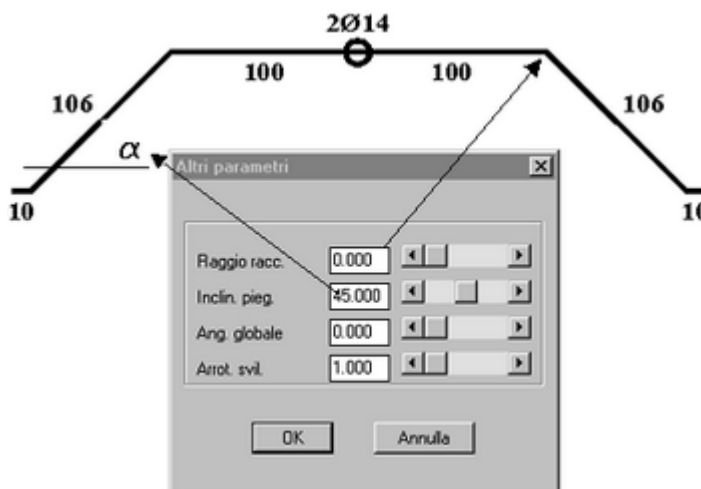 2Ø14
100 100
106 106
α
10 10
Altri parametri
Raggio racc. 0.000
Inclin. pieg. 45.000
Ang. globale 0.000
Arrot. svil. 1.000
OK Annulla